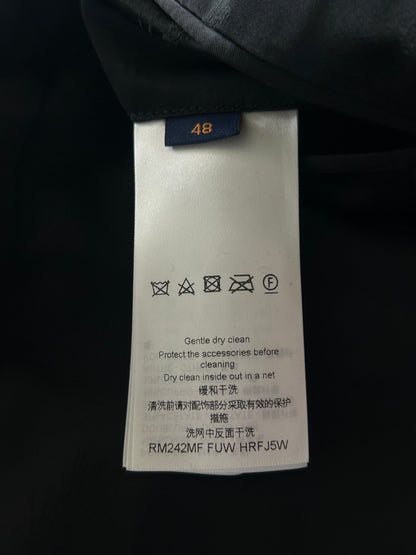 48
F
Gentle dry clean
Protect the accessories before
cleaning
Dry clean inside out in a net
缓和干洗
清洗前请对配饰部分采取有效的保护
措施
洗网中反面干洗
RM242MF FUW HRFJ5W